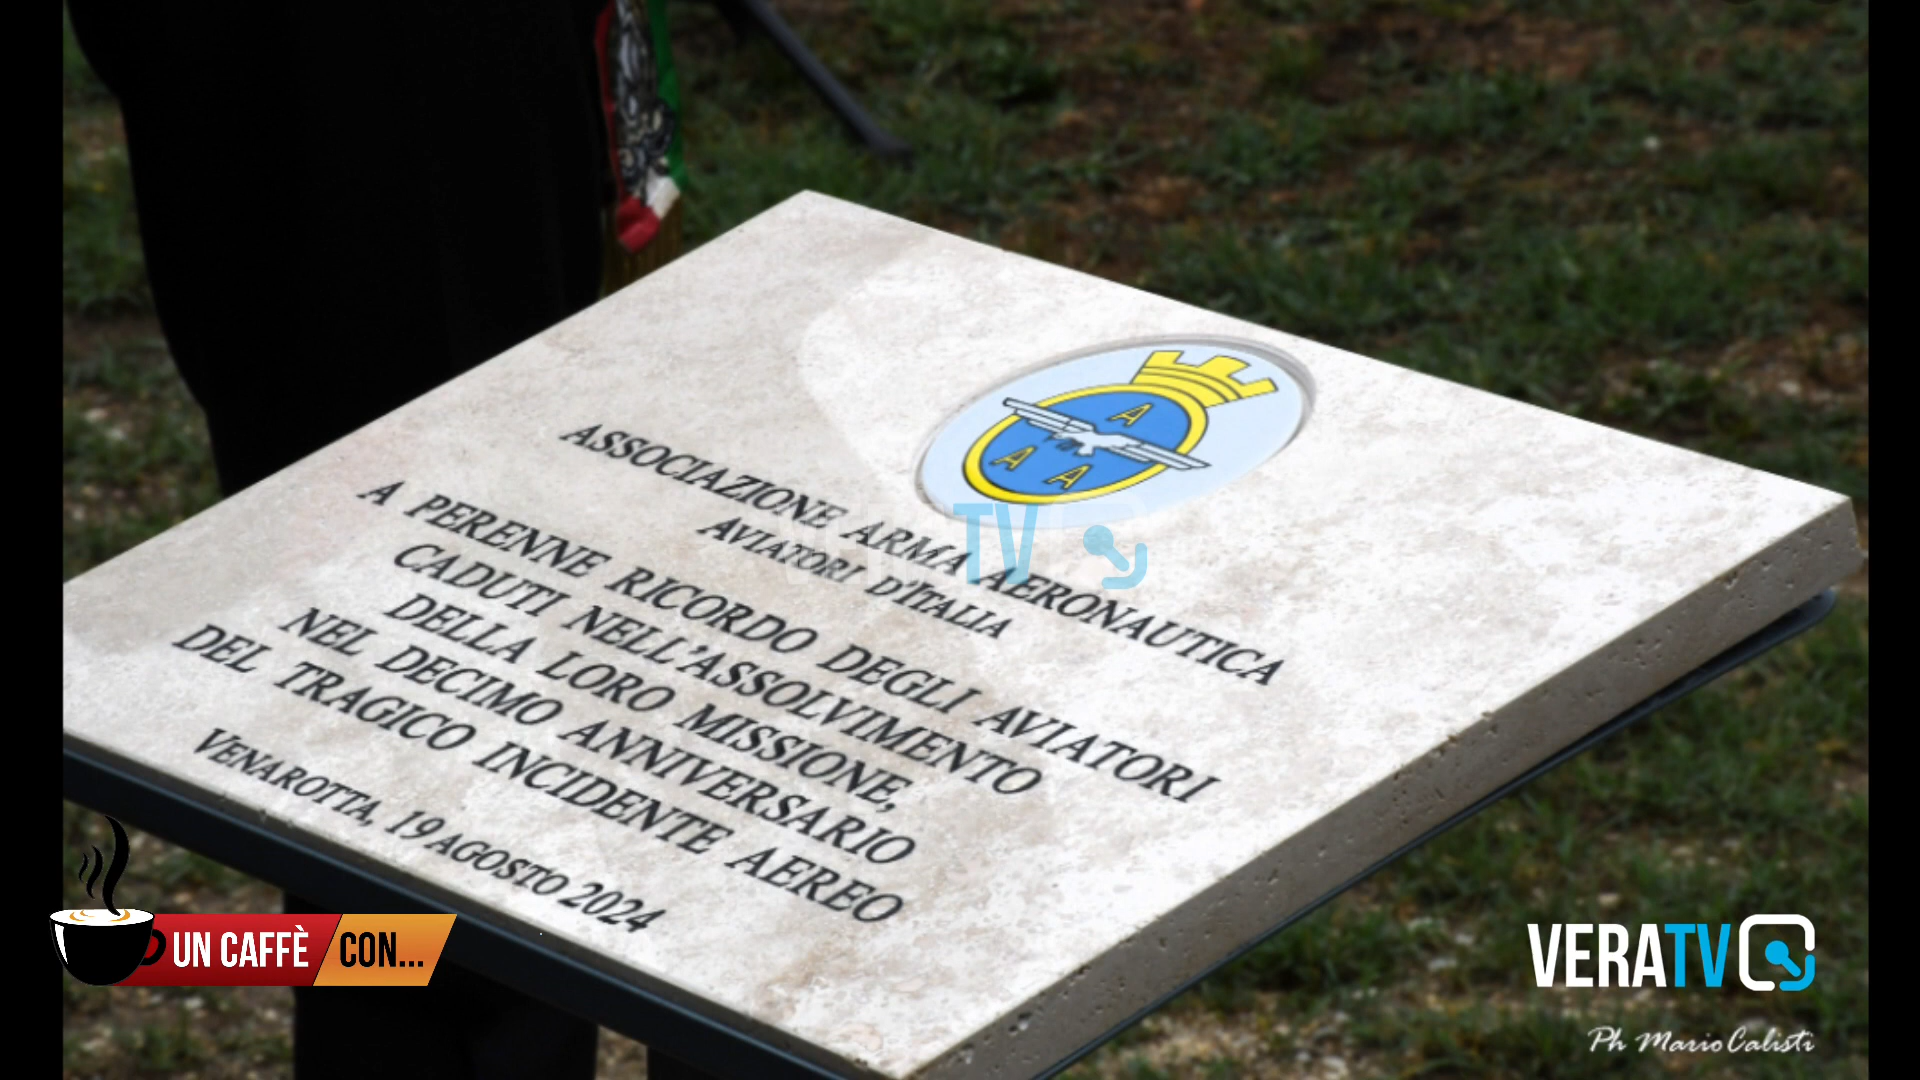 A
A A
ASSOCIAZIONE ARMA AERONAUTICA
AVIATORI D'ITALIA
A PERENNE RICORDO DEGLI AVIATORI
CADUTI NELL'ASSOLVIMENTO
DELLA LORO MISSIONE,
NEL DECIMO ANNIVERSARIO
DEL TRAGICO INCIDENTE AEREO
VENAROTTA, 19 AGOSTO 2024
TV
UN CAFFÈ CON...
VERATV
Ph Mario Calisti